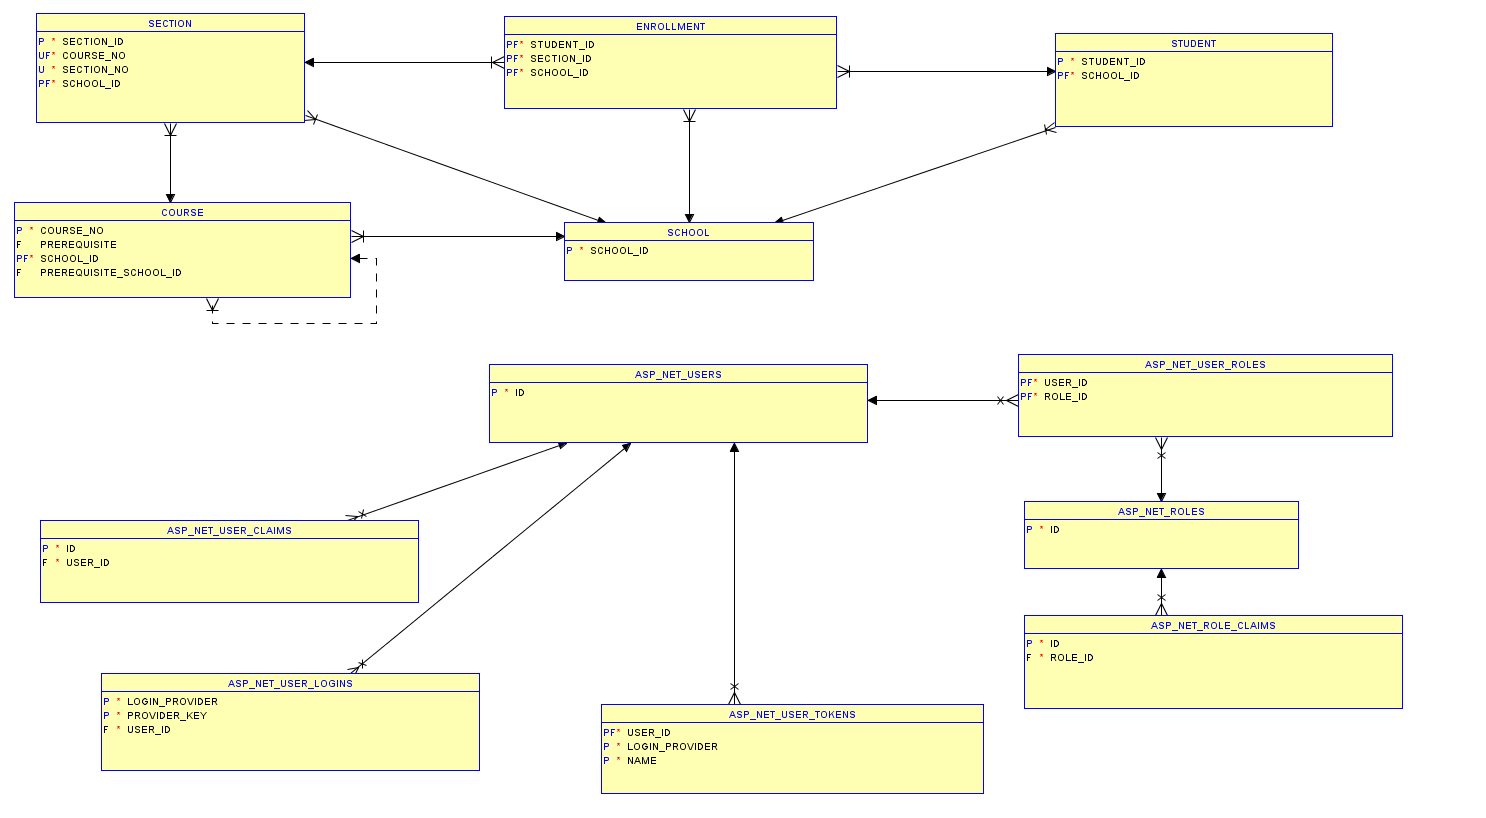 SECTION
P * SECTION_ID
UF* COURSE_NO
U * SECTION_NO
PF* SCHOOL_ID
ENROLLMENT
PF* STUDENT_ID
PF* SECTION_ID
PF* SCHOOL_ID
STUDENT
P * STUDENT_ID
PF* SCHOOL_ID
COURSE
P * COURSE_NO
F PREREQUISITE
PF* SCHOOL_ID
F PREREQUISITE_SCHOOL_ID
SCHOOL
P * SCHOOL_ID
ASP_NET_USERS
P * ID
ASP_NET_USER_ROLES
PF* USER_ID
PF* ROLE_ID
ASP_NET_USER_CLAIMS
P * ID
F * USER_ID
ASP_NET_ROLES
P * ID
ASP_NET_ROLE_CLAIMS
P * ID
F * ROLE_ID
ASP_NET_USER_LOGINS
P * LOGIN_PROVIDER
P * PROVIDER_KEY
F * USER_ID
ASP_NET_USER_TOKENS
PF* USER_ID
P * LOGIN_PROVIDER
P * NAME